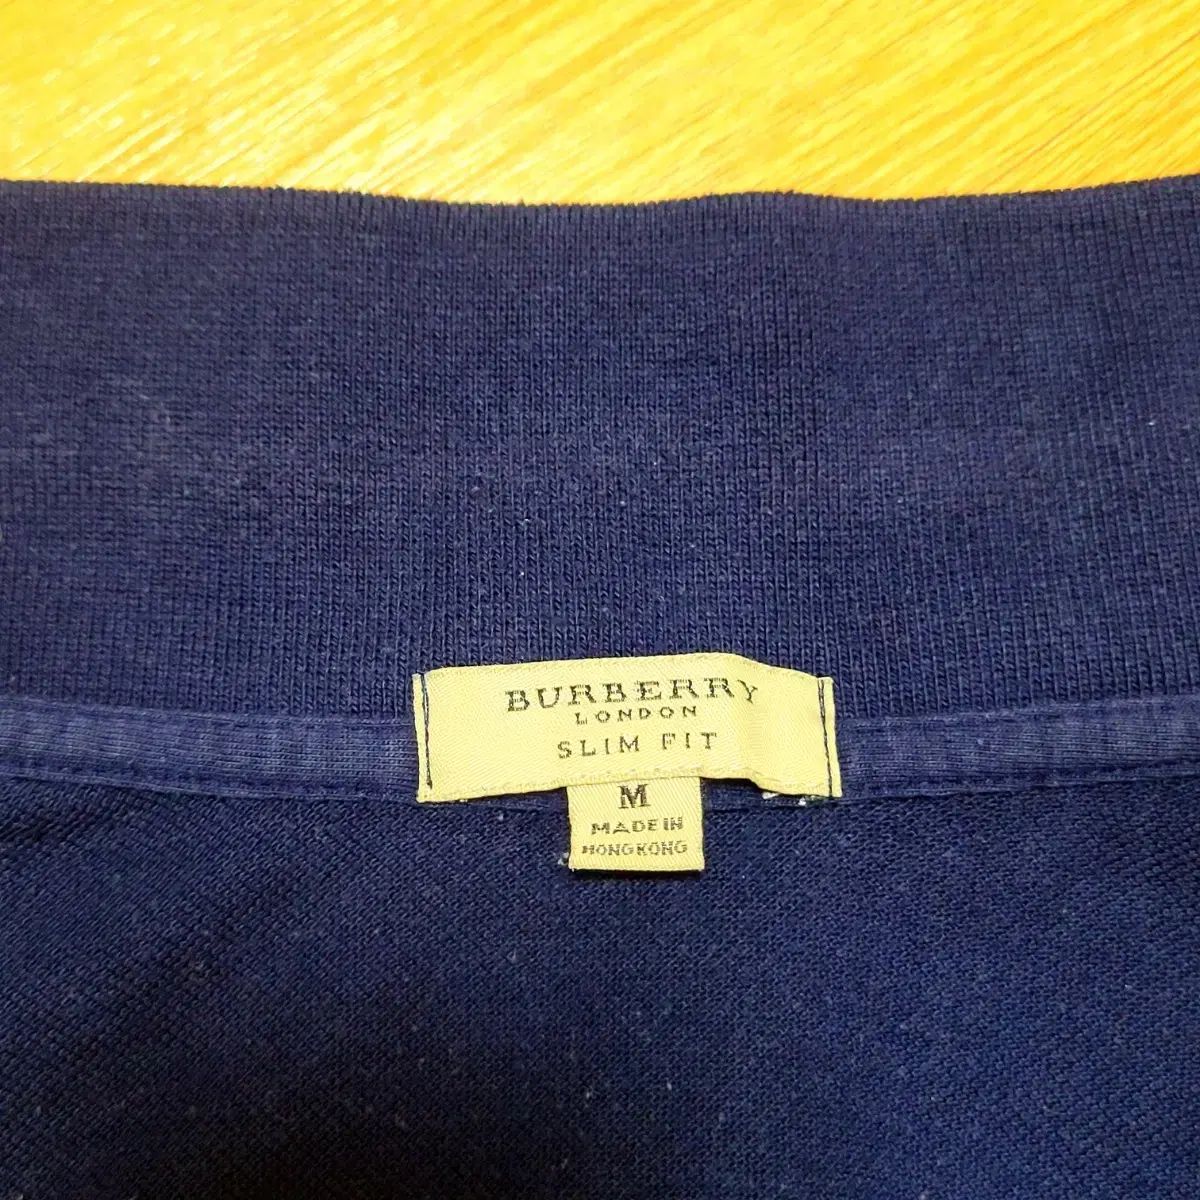 BURBERRY
LONDON
SLIM FIT
M
MADE IN
HONG KONG